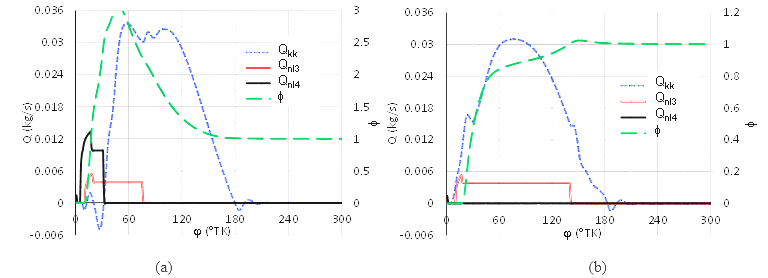 0.036
0.03
0.024
0.018
0.012
0.006
0
-0.006
Q (kg/s)
3
2.5
2
1.5
1
0.5
0
ϕ
Qkk
Qnl3
Qnl4
ϕ
0 60 120 180 240 300
φ (°TK)
(a)
0.036
0.03
0.024
0.018
0.012
0.006
0
-0.006
Q (kg/s)
1.2
1
0.8
0.6
0.4
0.2
0
ϕ
Qkk
Qnl3
Qnl4
ϕ
0 60 120 180 240 300
φ (°TK)
(b)